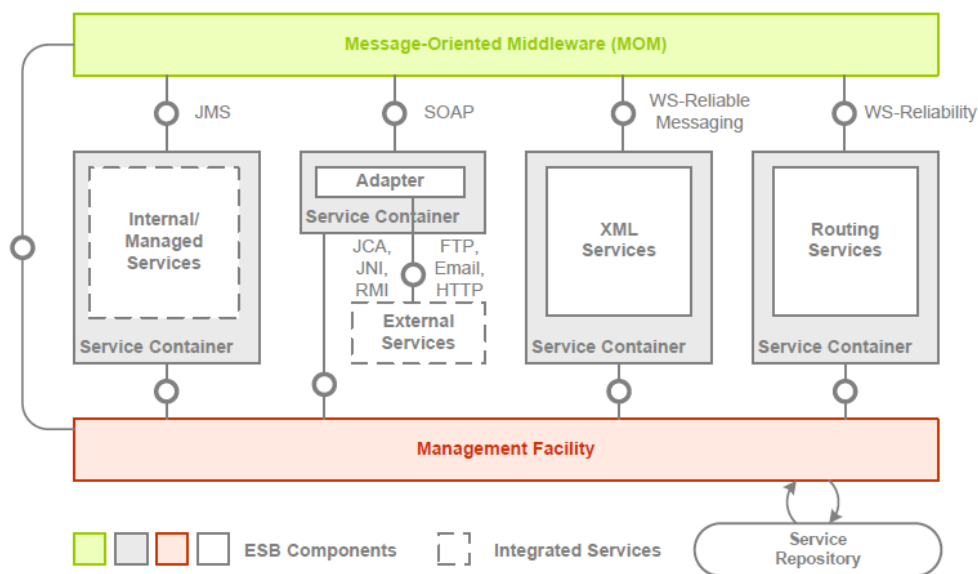 Message-Oriented Middleware (MOM)
JMS
SOAP
WS-Reliable
Messaging
WS-Reliability
Internal/
Managed
Services
Service Container
Adapter
Service Container
JCA,
JNI,
RMI
FTP,
Email,
HTTP
External
Services
XML
Services
Service Container
Routing
Services
Service Container
Management Facility
ESB Components
Integrated Services
Service
Repository